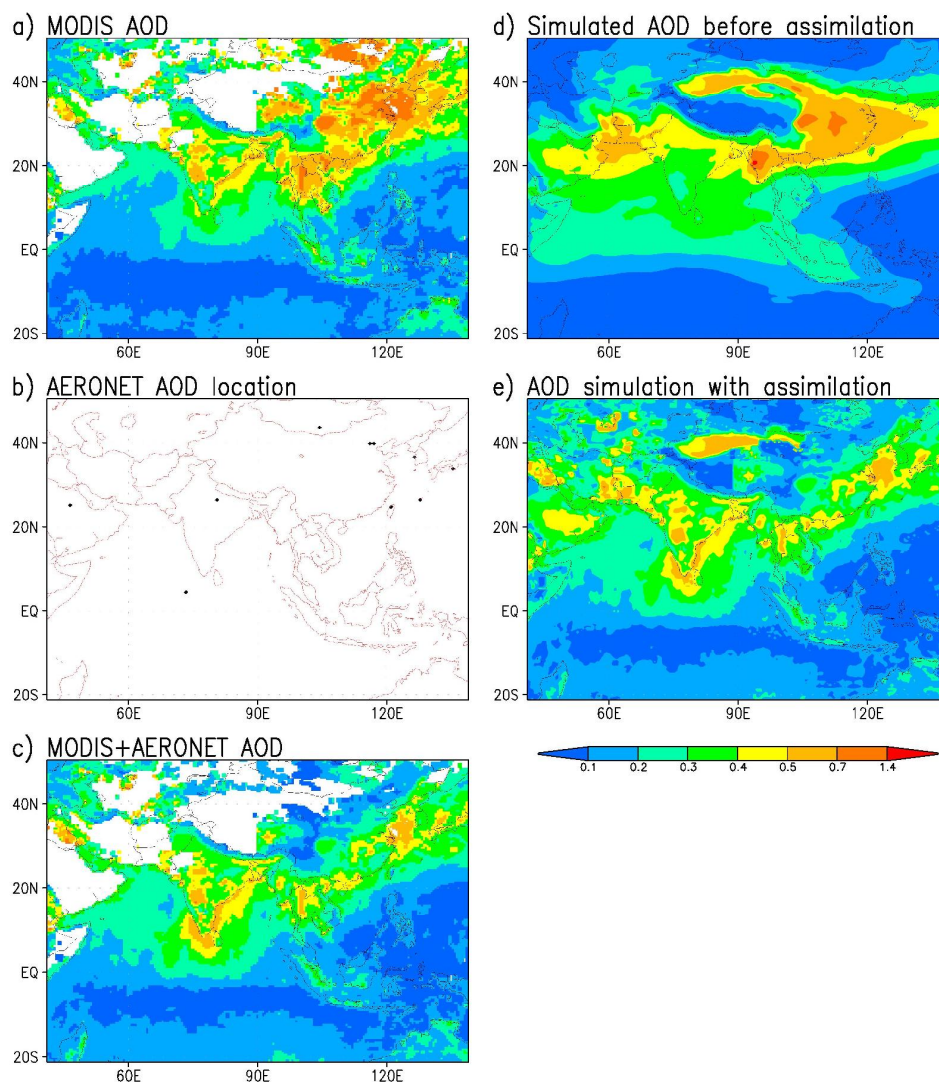 a) MODIS AOD
40N
20N
EQ
20S
60E 90E 120E
b) AERONET AOD location
40N
20N
EQ
20S
60E 90E 120E
c) MODIS+AERONET AOD
40N
20N
EQ
20S
60E 90E 120E
d) Simulated AOD before assimilation
40N
20N
EQ
20S
60E 90E 120E
e) AOD simulation with assimilation
40N
20N
EQ
20S
60E 90E 120E
0.1 0.2 0.3 0.4 0.5 0.7 1.4